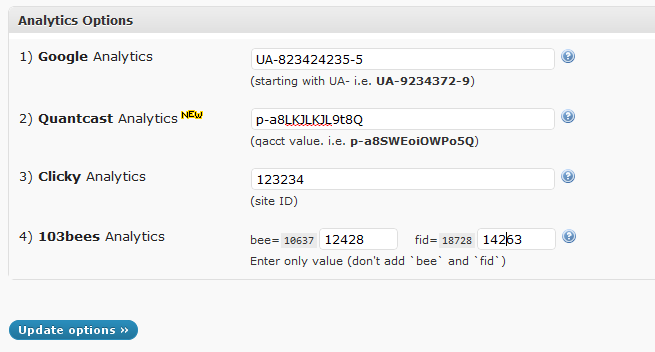 Analytics Options
1) Google Analytics UA-823424235-5
(starting with UA- i.e. UA-9234372-9)
2) Quantcast Analytics NEW p-a8LKJLKJL9t8Q
(qacct value. i.e. p-a8SWEoiOWPo5Q)
3) Clicky Analytics 123234
(site ID)
4) 103bees Analytics bee= 10637 12428 fid= 18728 14263
Enter only value (don't add `bee` and `fid`)
Update options »